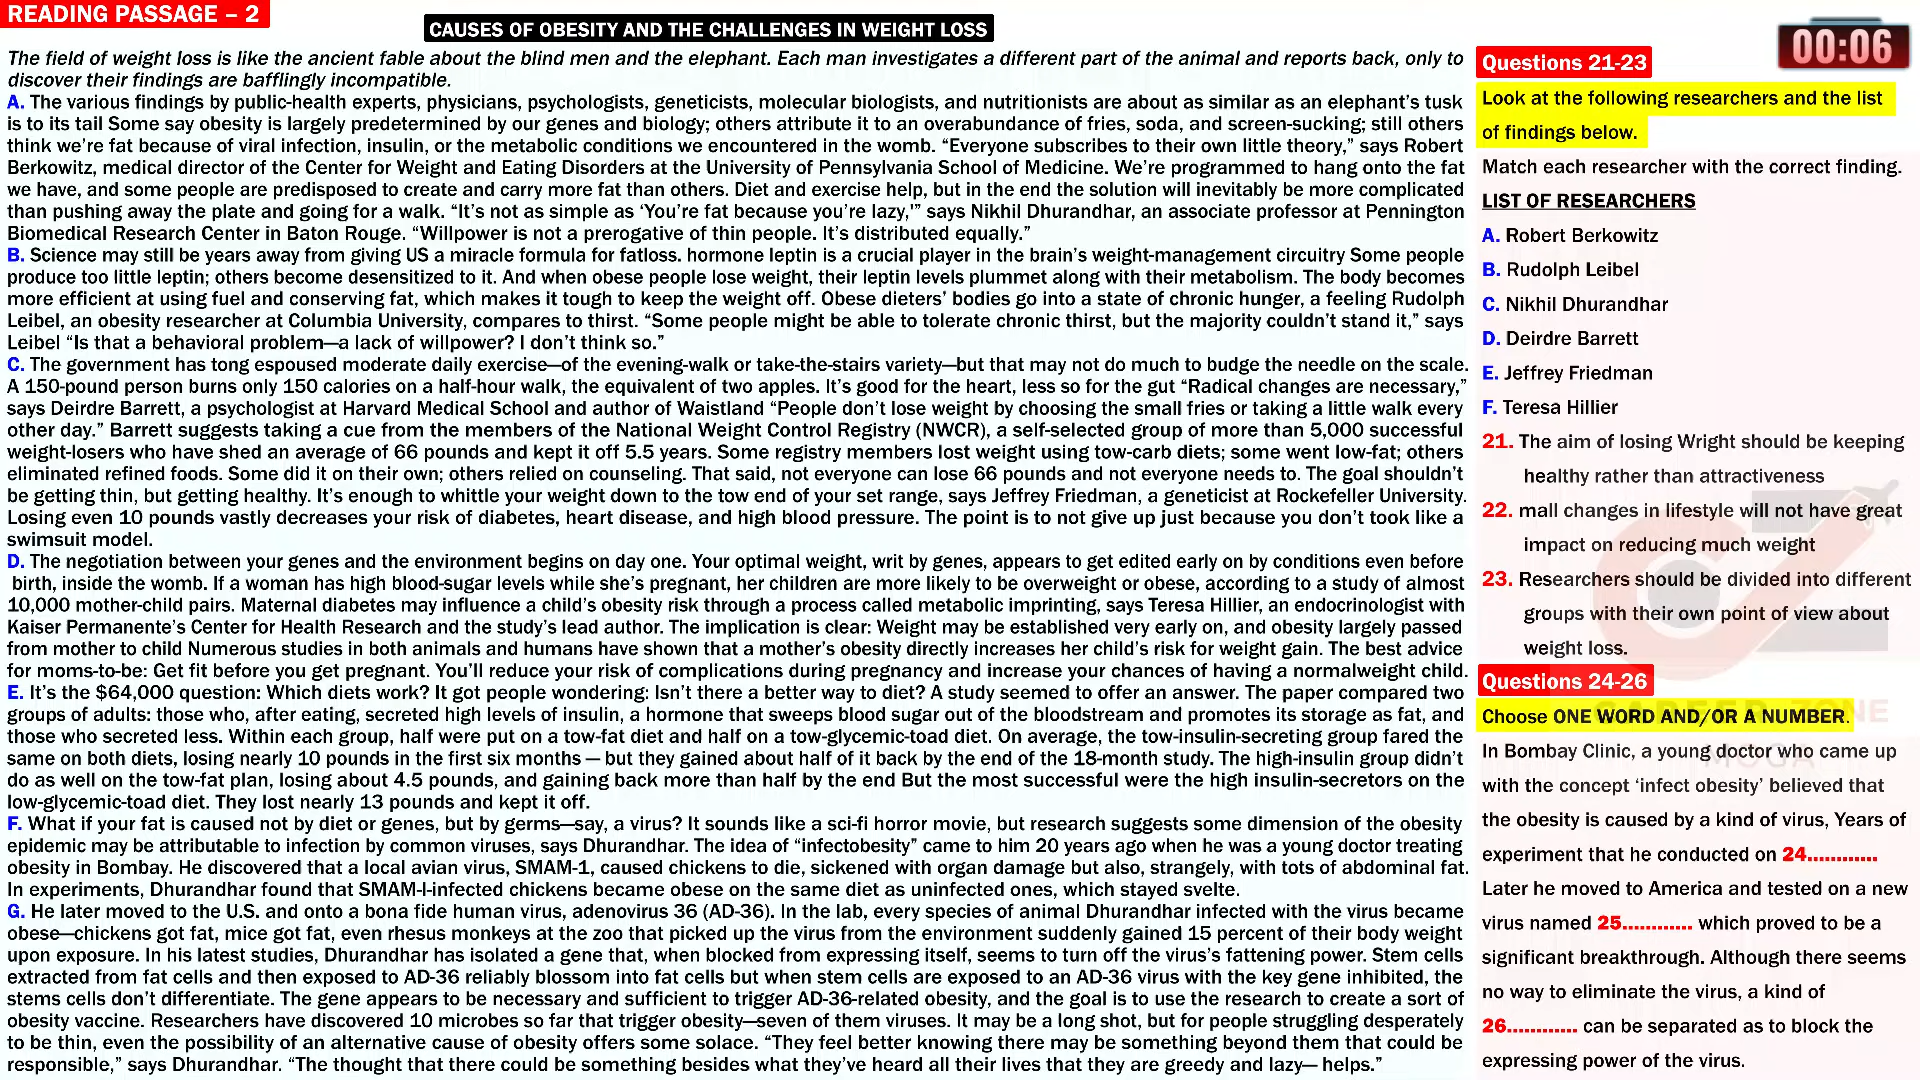 READING PASSAGE – 2
CAUSES OF OBESITY AND THE CHALLENGES IN WEIGHT LOSS
The field of weight loss is like the ancient fable about the blind men and the elephant. Each man investigates a different part of the animal and reports back, only to
discover their findings are bafflingly incompatible.
A. The various findings by public-health experts, physicians, psychologists, geneticists, molecular biologists, and nutritionists are about as similar as an elephant's tusk
is to its tail Some say obesity is largely predetermined by our genes and biology; others attribute it to an overabundance of fries, soda, and screen-sucking; still others
think we're fat because of viral infection, insulin, or the metabolic conditions we encountered in the womb. "Everyone subscribes to their own little theory," says Robert
Berkowitz, medical director of the Center for Weight and Eating Disorders at the University of Pennsylvania School of Medicine. We're programmed to hang onto the fat
we have, and some people are predisposed to create and carry more fat than others. Diet and exercise help, but in the end the solution will inevitably be more complicated
than pushing away the plate and going for a walk. "It's not as simple as 'You're fat because you're lazy,'" says Nikhil Dhurandhar, an associate professor at Pennington
Biomedical Research Center in Baton Rouge. "Willpower is not a prerogative of thin people. It's distributed equally."
B. Science may still be years away from giving US a miracle formula for fatloss. hormone leptin is a crucial player in the brain's weight-management circuitry Some people
produce too little leptin; others become desensitized to it. And when obese people lose weight, their leptin levels plummet along with their metabolism. The body becomes
more efficient at using fuel and conserving fat, which makes it tough to keep the weight off. Obese dieters' bodies go into a state of chronic hunger, a feeling Rudolph
Leibel, an obesity researcher at Columbia University, compares to thirst. "Some people might be able to tolerate chronic thirst, but the majority couldn't stand it," says
Leibel "Is that a behavioral problem—a lack of willpower? I don't think so."
C. The government has tong espoused moderate daily exercise—of the evening-walk or take-the-stairs variety—but that may not do much to budge the needle on the scale.
A 150-pound person burns only 150 calories on a half-hour walk, the equivalent of two apples. It's good for the heart, less so for the gut "Radical changes are necessary,"
says Deirdre Barrett, a psychologist at Harvard Medical School and author of Waistland "People don't lose weight by choosing the small fries or taking a little walk every
other day." Barrett suggests taking a cue from the members of the National Weight Control Registry (NWCR), a self-selected group of more than 5,000 successful
weight-losers who have shed an average of 66 pounds and kept it off 5.5 years. Some registry members lost weight using tow-carb diets; some went low-fat; others
eliminated refined foods. Some did it on their own; others relied on counseling. That said, not everyone can lose 66 pounds and not everyone needs to. The goal shouldn't
be getting thin, but getting healthy. It's enough to whittle your weight down to the tow end of your set range, says Jeffrey Friedman, a geneticist at Rockefeller University.
Losing even 10 pounds vastly decreases your risk of diabetes, heart disease, and high blood pressure. The point is to not give up just because you don't took like a
swimsuit model.
D. The negotiation between your genes and the environment begins on day one. Your optimal weight, writ by genes, appears to get edited early on by conditions even before
birth, inside the womb. If a woman has high blood-sugar levels while she's pregnant, her children are more likely to be overweight or obese, according to a study of almost
10,000 mother-child pairs. Maternal diabetes may influence a child's obesity risk through a process called metabolic imprinting, says Teresa Hillier, an endocrinologist with
Kaiser Permanente's Center for Health Research and the study's lead author. The implication is clear: Weight may be established very early on, and obesity largely passed
from mother to child Numerous studies in both animals and humans have shown that a mother's obesity directly increases her child's risk for weight gain. The best advice
for moms-to-be: Get fit before you get pregnant. You'll reduce your risk of complications during pregnancy and increase your chances of having a normalweight child.
E. It's the $64,000 question: Which diets work? It got people wondering: Isn't there a better way to diet? A study seemed to offer an answer. The paper compared two
groups of adults: those who, after eating, secreted high levels of insulin, a hormone that sweeps blood sugar out of the bloodstream and promotes its storage as fat, and
those who secreted less. Within each group, half were put on a tow-fat diet and half on a tow-glycemic-toad diet. On average, the tow-insulin-secreting group fared the
same on both diets, losing nearly 10 pounds in the first six months — but they gained about half of it back by the end of the 18-month study. The high-insulin group didn't
do as well on the tow-fat plan, losing about 4.5 pounds, and gaining back more than half by the end But the most successful were the high insulin-secretors on the
low-glycemic-toad diet. They lost nearly 13 pounds and kept it off.
F. What if your fat is caused not by diet or genes, but by germs—say, a virus? It sounds like a sci-fi horror movie, but research suggests some dimension of the obesity
epidemic may be attributable to infection by common viruses, says Dhurandhar. The idea of "infectobesity" came to him 20 years ago when he was a young doctor treating
obesity in Bombay. He discovered that a local avian virus, SMAM-1, caused chickens to die, sickened with organ damage but also, strangely, with tots of abdominal fat.
In experiments, Dhurandhar found that SMAM-I-infected chickens became obese on the same diet as uninfected ones, which stayed svelte.
G. He later moved to the U.S. and onto a bona fide human virus, adenovirus 36 (AD-36). In the lab, every species of animal Dhurandhar infected with the virus became
obese—chickens got fat, mice got fat, even rhesus monkeys at the zoo that picked up the virus from the environment suddenly gained 15 percent of their body weight
upon exposure. In his latest studies, Dhurandhar has isolated a gene that, when blocked from expressing itself, seems to turn off the virus's fattening power. Stem cells
extracted from fat cells and then exposed to AD-36 reliably blossom into fat cells but when stem cells are exposed to an AD-36 virus with the key gene inhibited, the
stems cells don't differentiate. The gene appears to be necessary and sufficient to trigger AD-36-related obesity, and the goal is to use the research to create a sort of
obesity vaccine. Researchers have discovered 10 microbes so far that trigger obesity—seven of them viruses. It may be a long shot, but for people struggling desperately
to be thin, even the possibility of an alternative cause of obesity offers some solace. "They feel better knowing there may be something beyond them that could be
responsible," says Dhurandhar. "The thought that there could be something besides what they've heard all their lives that they are greedy and lazy— helps."
00:06
Questions 21-23
Look at the following researchers and the list
of findings below.
Match each researcher with the correct finding.
LIST OF RESEARCHERS
A. Robert Berkowitz
B. Rudolph Leibel
C. Nikhil Dhurandhar
D. Deirdre Barrett
E. Jeffrey Friedman
F. Teresa Hillier
21. The aim of losing Wright should be keeping
healthy rather than attractiveness
22. mall changes in lifestyle will not have great
impact on reducing much weight
23. Researchers should be divided into different
groups with their own point of view about
weight loss.
Questions 24-26
Choose ONE WORD AND/OR A NUMBER.
CAREER ZONE
MOGA
In Bombay Clinic, a young doctor who came up
with the concept 'infect obesity' believed that
the obesity is caused by a kind of virus, Years of
experiment that he conducted on 24............
Later he moved to America and tested on a new
virus named 25............ which proved to be a
significant breakthrough. Although there seems
no way to eliminate the virus, a kind of
26............ can be separated as to block the
expressing power of the virus.